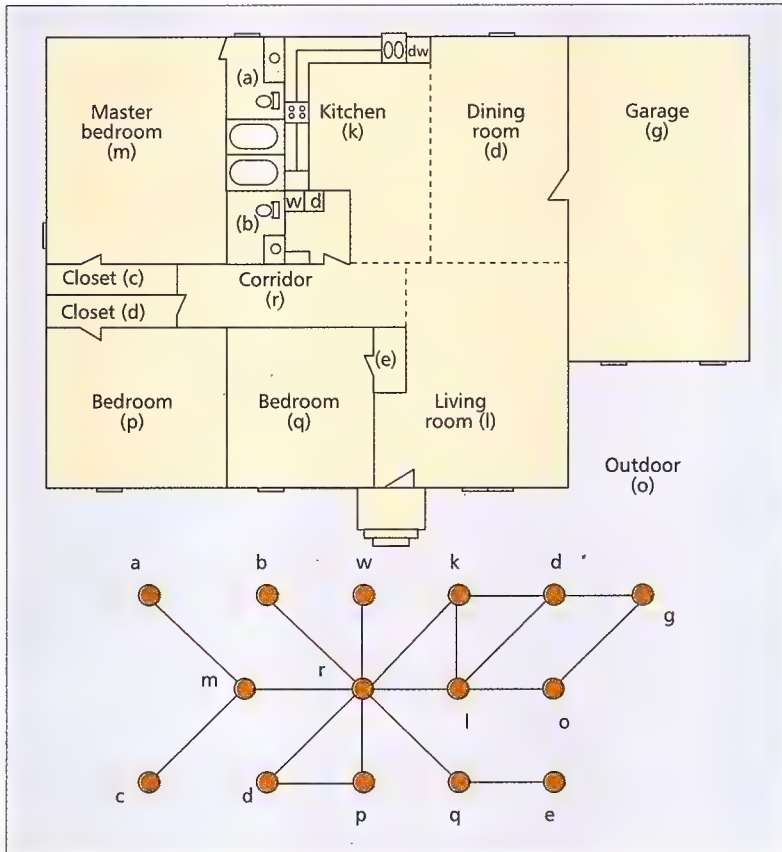 dw
(a)
Master
bedroom
(m)
Kitchen
(k)
Dining
room
(d)
Garage
(g)
(b)
w d
Closet (c)
Corridor
(r)
Closet (d)
(e)
Bedroom
(p)
Bedroom
(q)
Living
room (l)
Outdoor
(o)
a b w k d g
m r l o
c d p q e